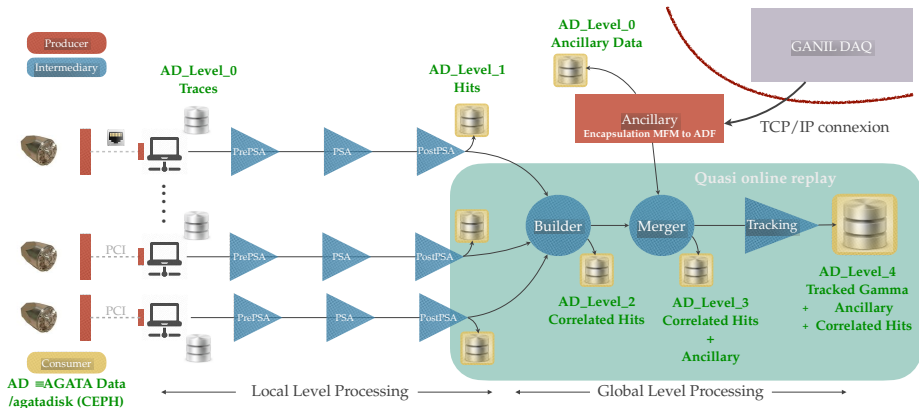 Producer
Intermediary
AD_Level_0
Traces
AD_Level_1
Hits
AD_Level_0
Ancillary Data
GANIL DAQ
Ancillary
Encapsulation MFM to ADF
TCP/IP connexion
PrePSA
PSA
PostPSA
Quasi online replay
PCI
PrePSA
PSA
PostPSA
Builder
Merger
Tracking
PCI
PrePSA
PSA
PostPSA
AD_Level_2
Correlated Hits
AD_Level_3
Correlated Hits
+
Ancillary
AD_Level_4
Tracked Gamma
+ Ancillary
+ Correlated Hits
Consumer
AD ≡AGATA Data
/agatadisk (CEPH)
Local Level Processing
Global Level Processing